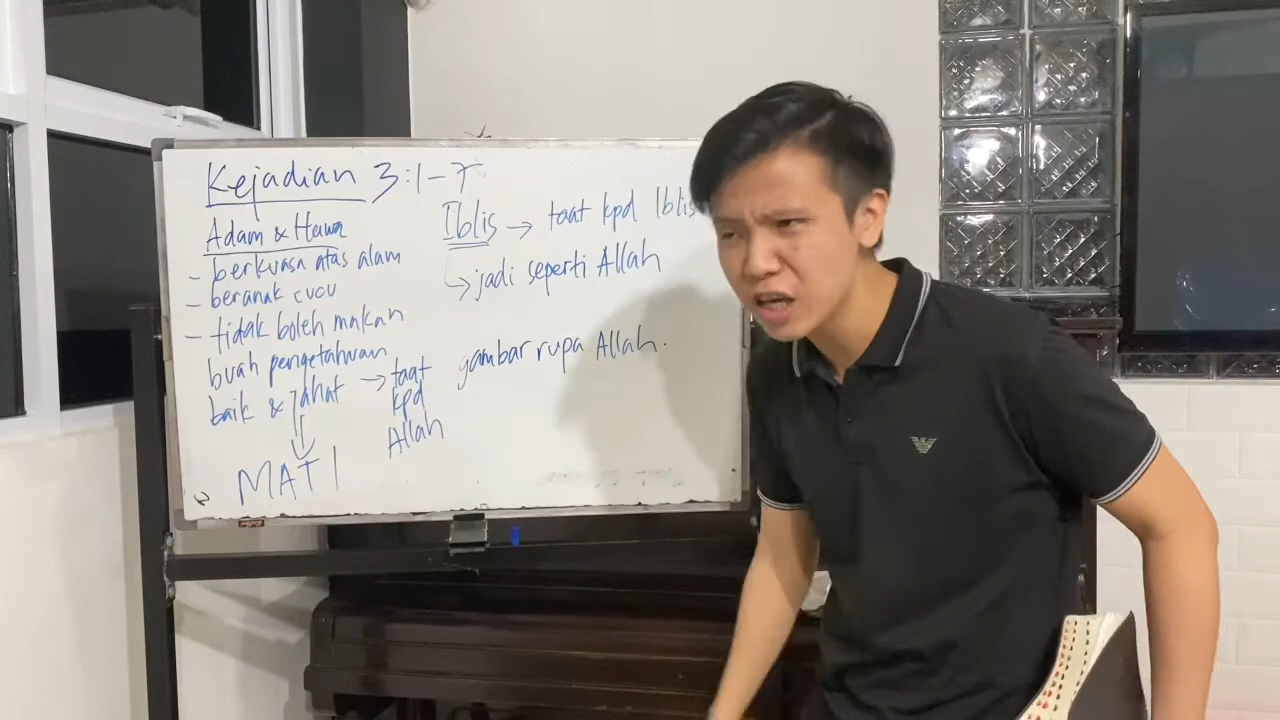 Kejadian 3:1-7
Adam & Hawa
- berkuasa atas alam
- beranak cucu
- tidak boleh makan
buah pengetahuan
baik & jahat → taat
kpd
Allah
MATI
Iblis → taat kpd Iblis
↳ jadi seperti Allah
gambar rupa Allah.